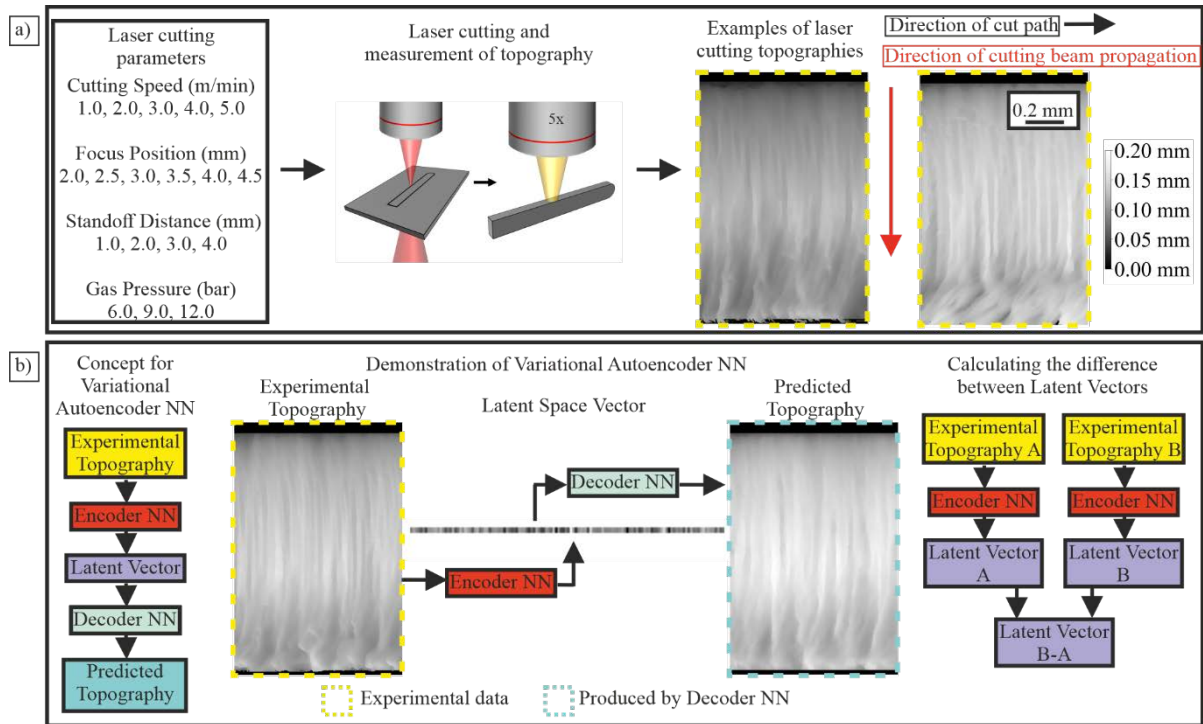 a)
Laser cutting
parameters
Cutting Speed (m/min)
1.0, 2.0, 3.0, 4.0, 5.0
Focus Position (mm)
2.0, 2.5, 3.0, 3.5, 4.0, 4.5
Standoff Distance (mm)
1.0, 2.0, 3.0, 4.0
Gas Pressure (bar)
6.0, 9.0, 12.0
Laser cutting and
measurement of topography
5x
Examples of laser
cutting topographies
Direction of cut path
Direction of cutting beam propagation
0.2 mm
0.20 mm
0.15 mm
0.10 mm
0.05 mm
0.00 mm
b)
Concept for
Variational
Autoencoder NN
Experimental
Topography
Encoder NN
Latent Vector
Decoder NN
Predicted
Topography
Demonstration of Variational Autoencoder NN
Experimental
Topography
Latent Space Vector
Predicted
Topography
Decoder NN
Encoder NN
Experimental data
Produced by Decoder NN
Calculating the difference
between Latent Vectors
Experimental
Topography A
Experimental
Topography B
Encoder NN
Encoder NN
Latent Vector
A
Latent Vector
B
Latent Vector
B-A